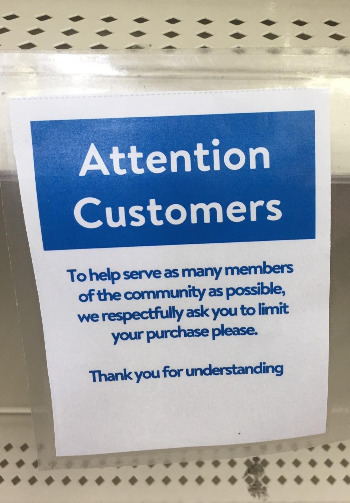 Attention
Customers
To help serve as many members
of the community as possible,
we respectfully ask you to limit
your purchase please.
Thank you for understanding